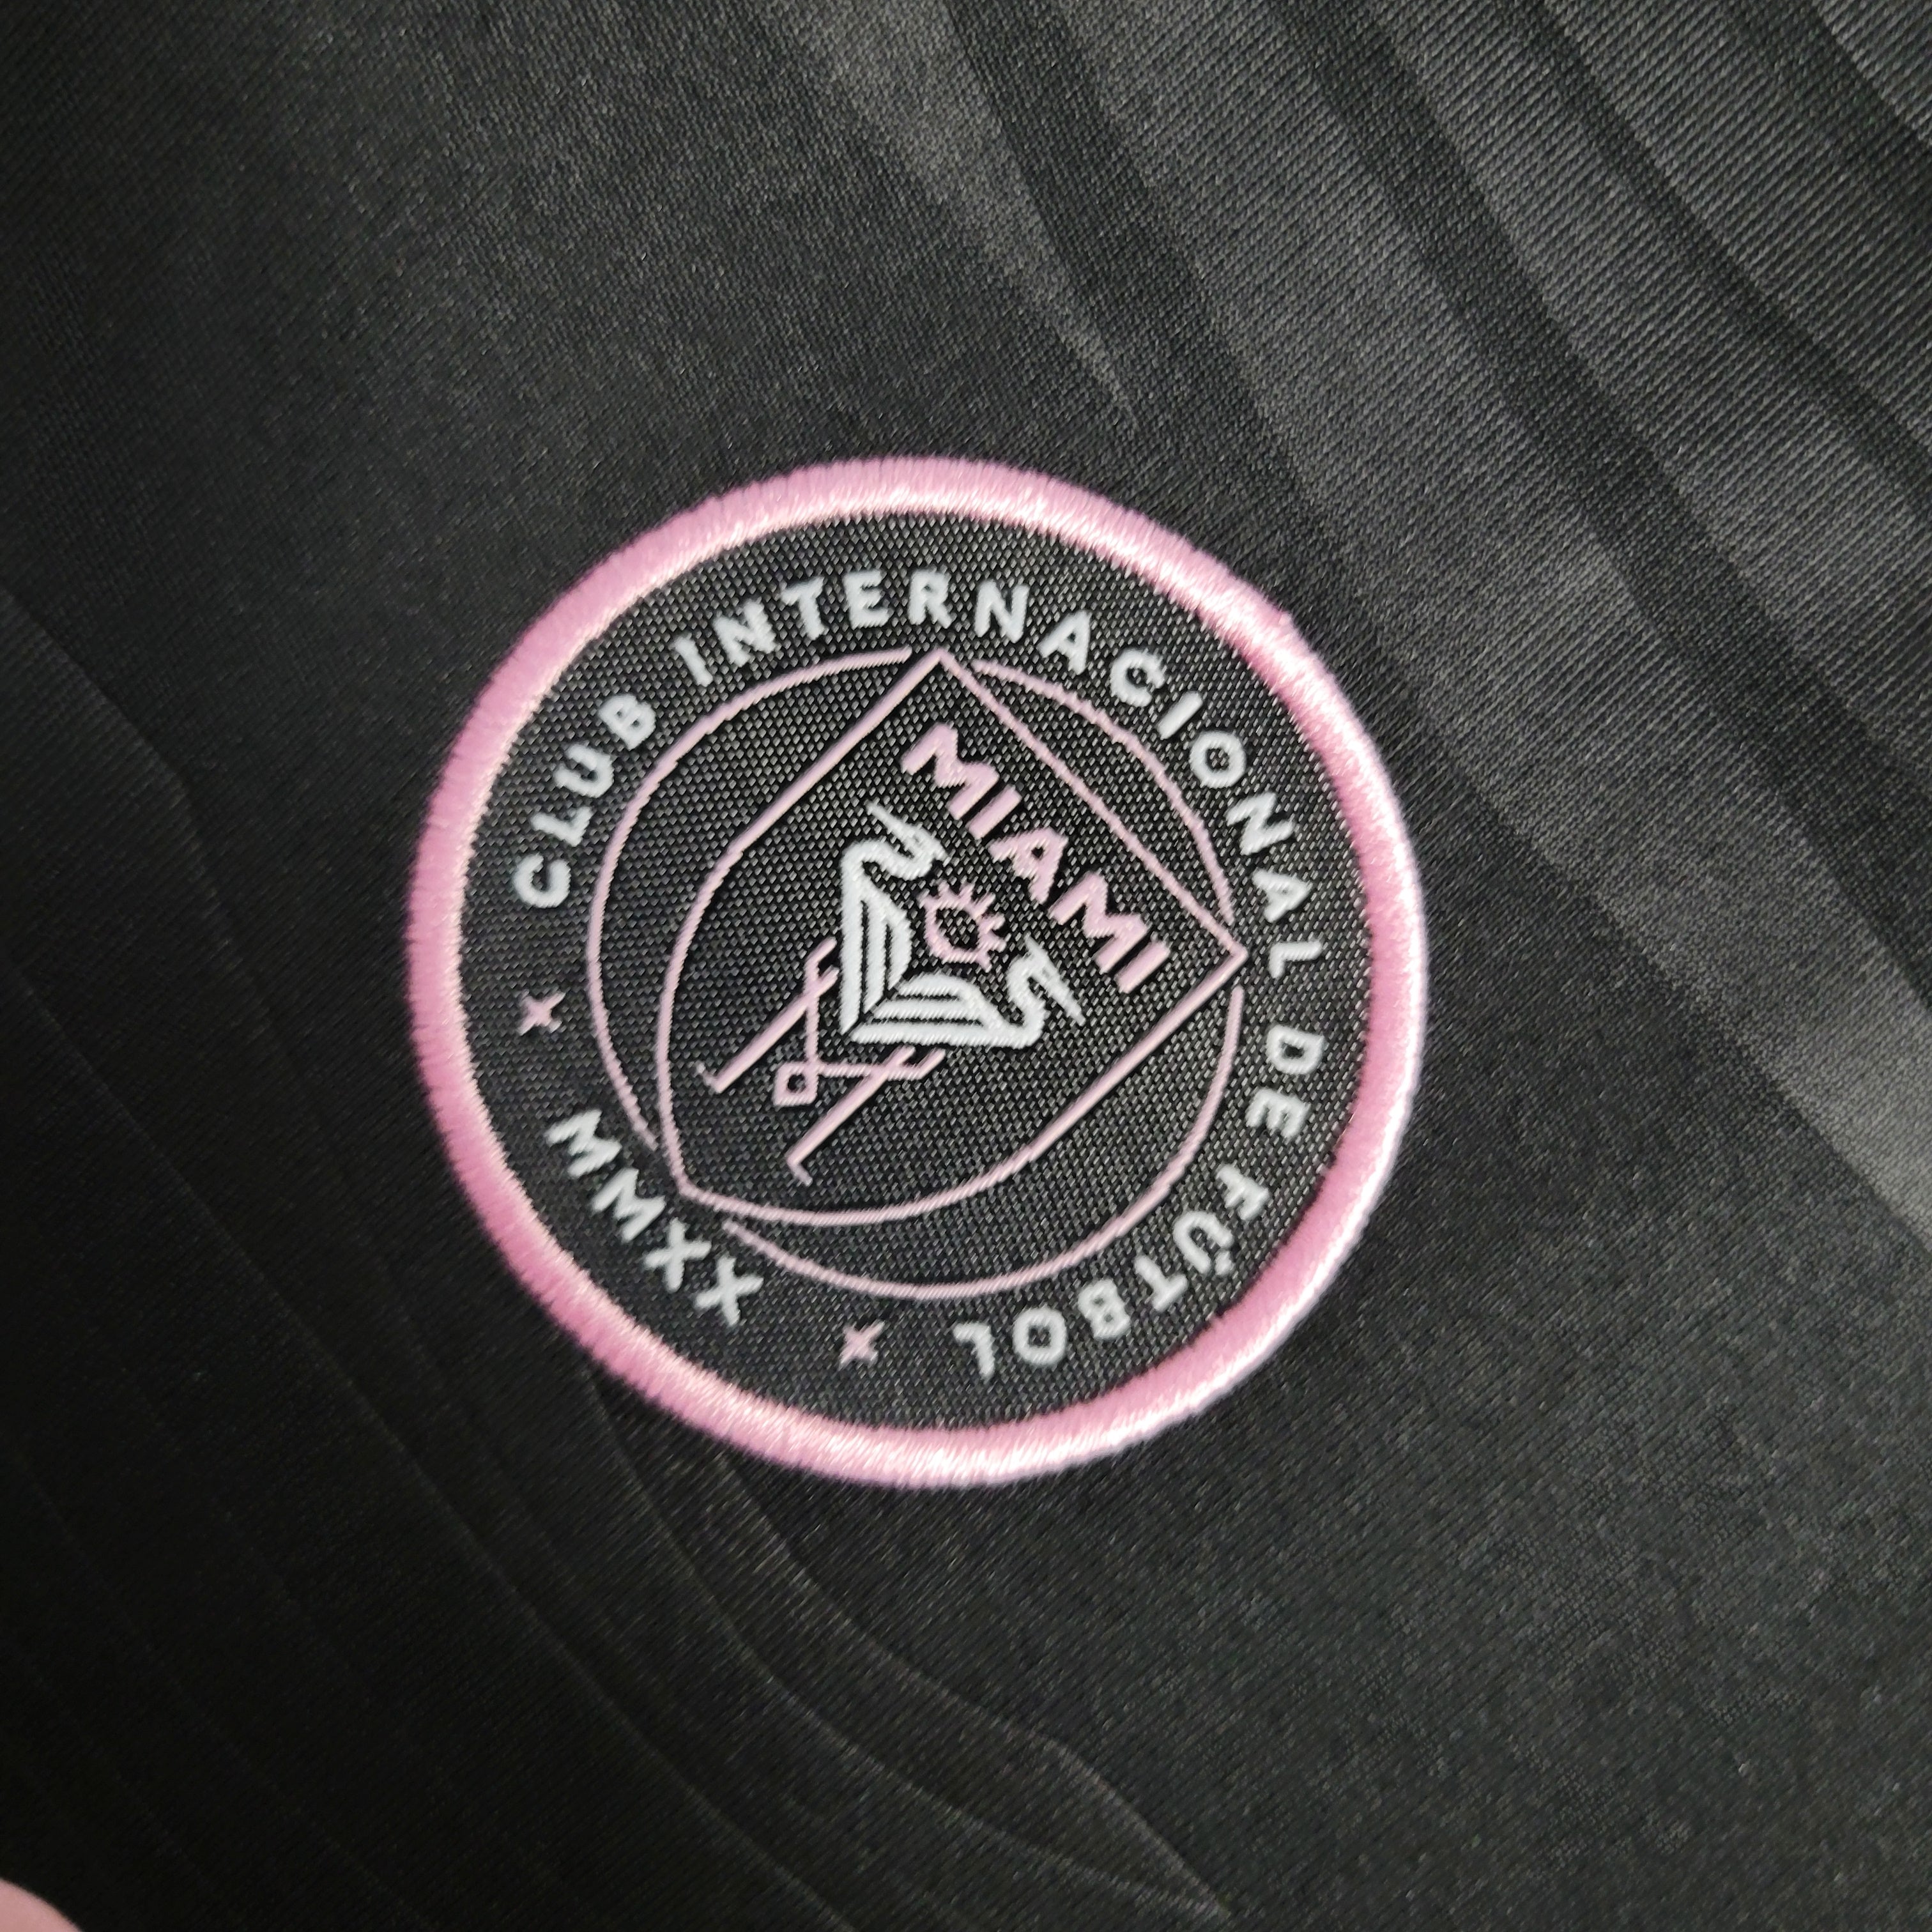 CLUB INTERNACIONAL DE FÚTBOL
MIAMI
MMXX